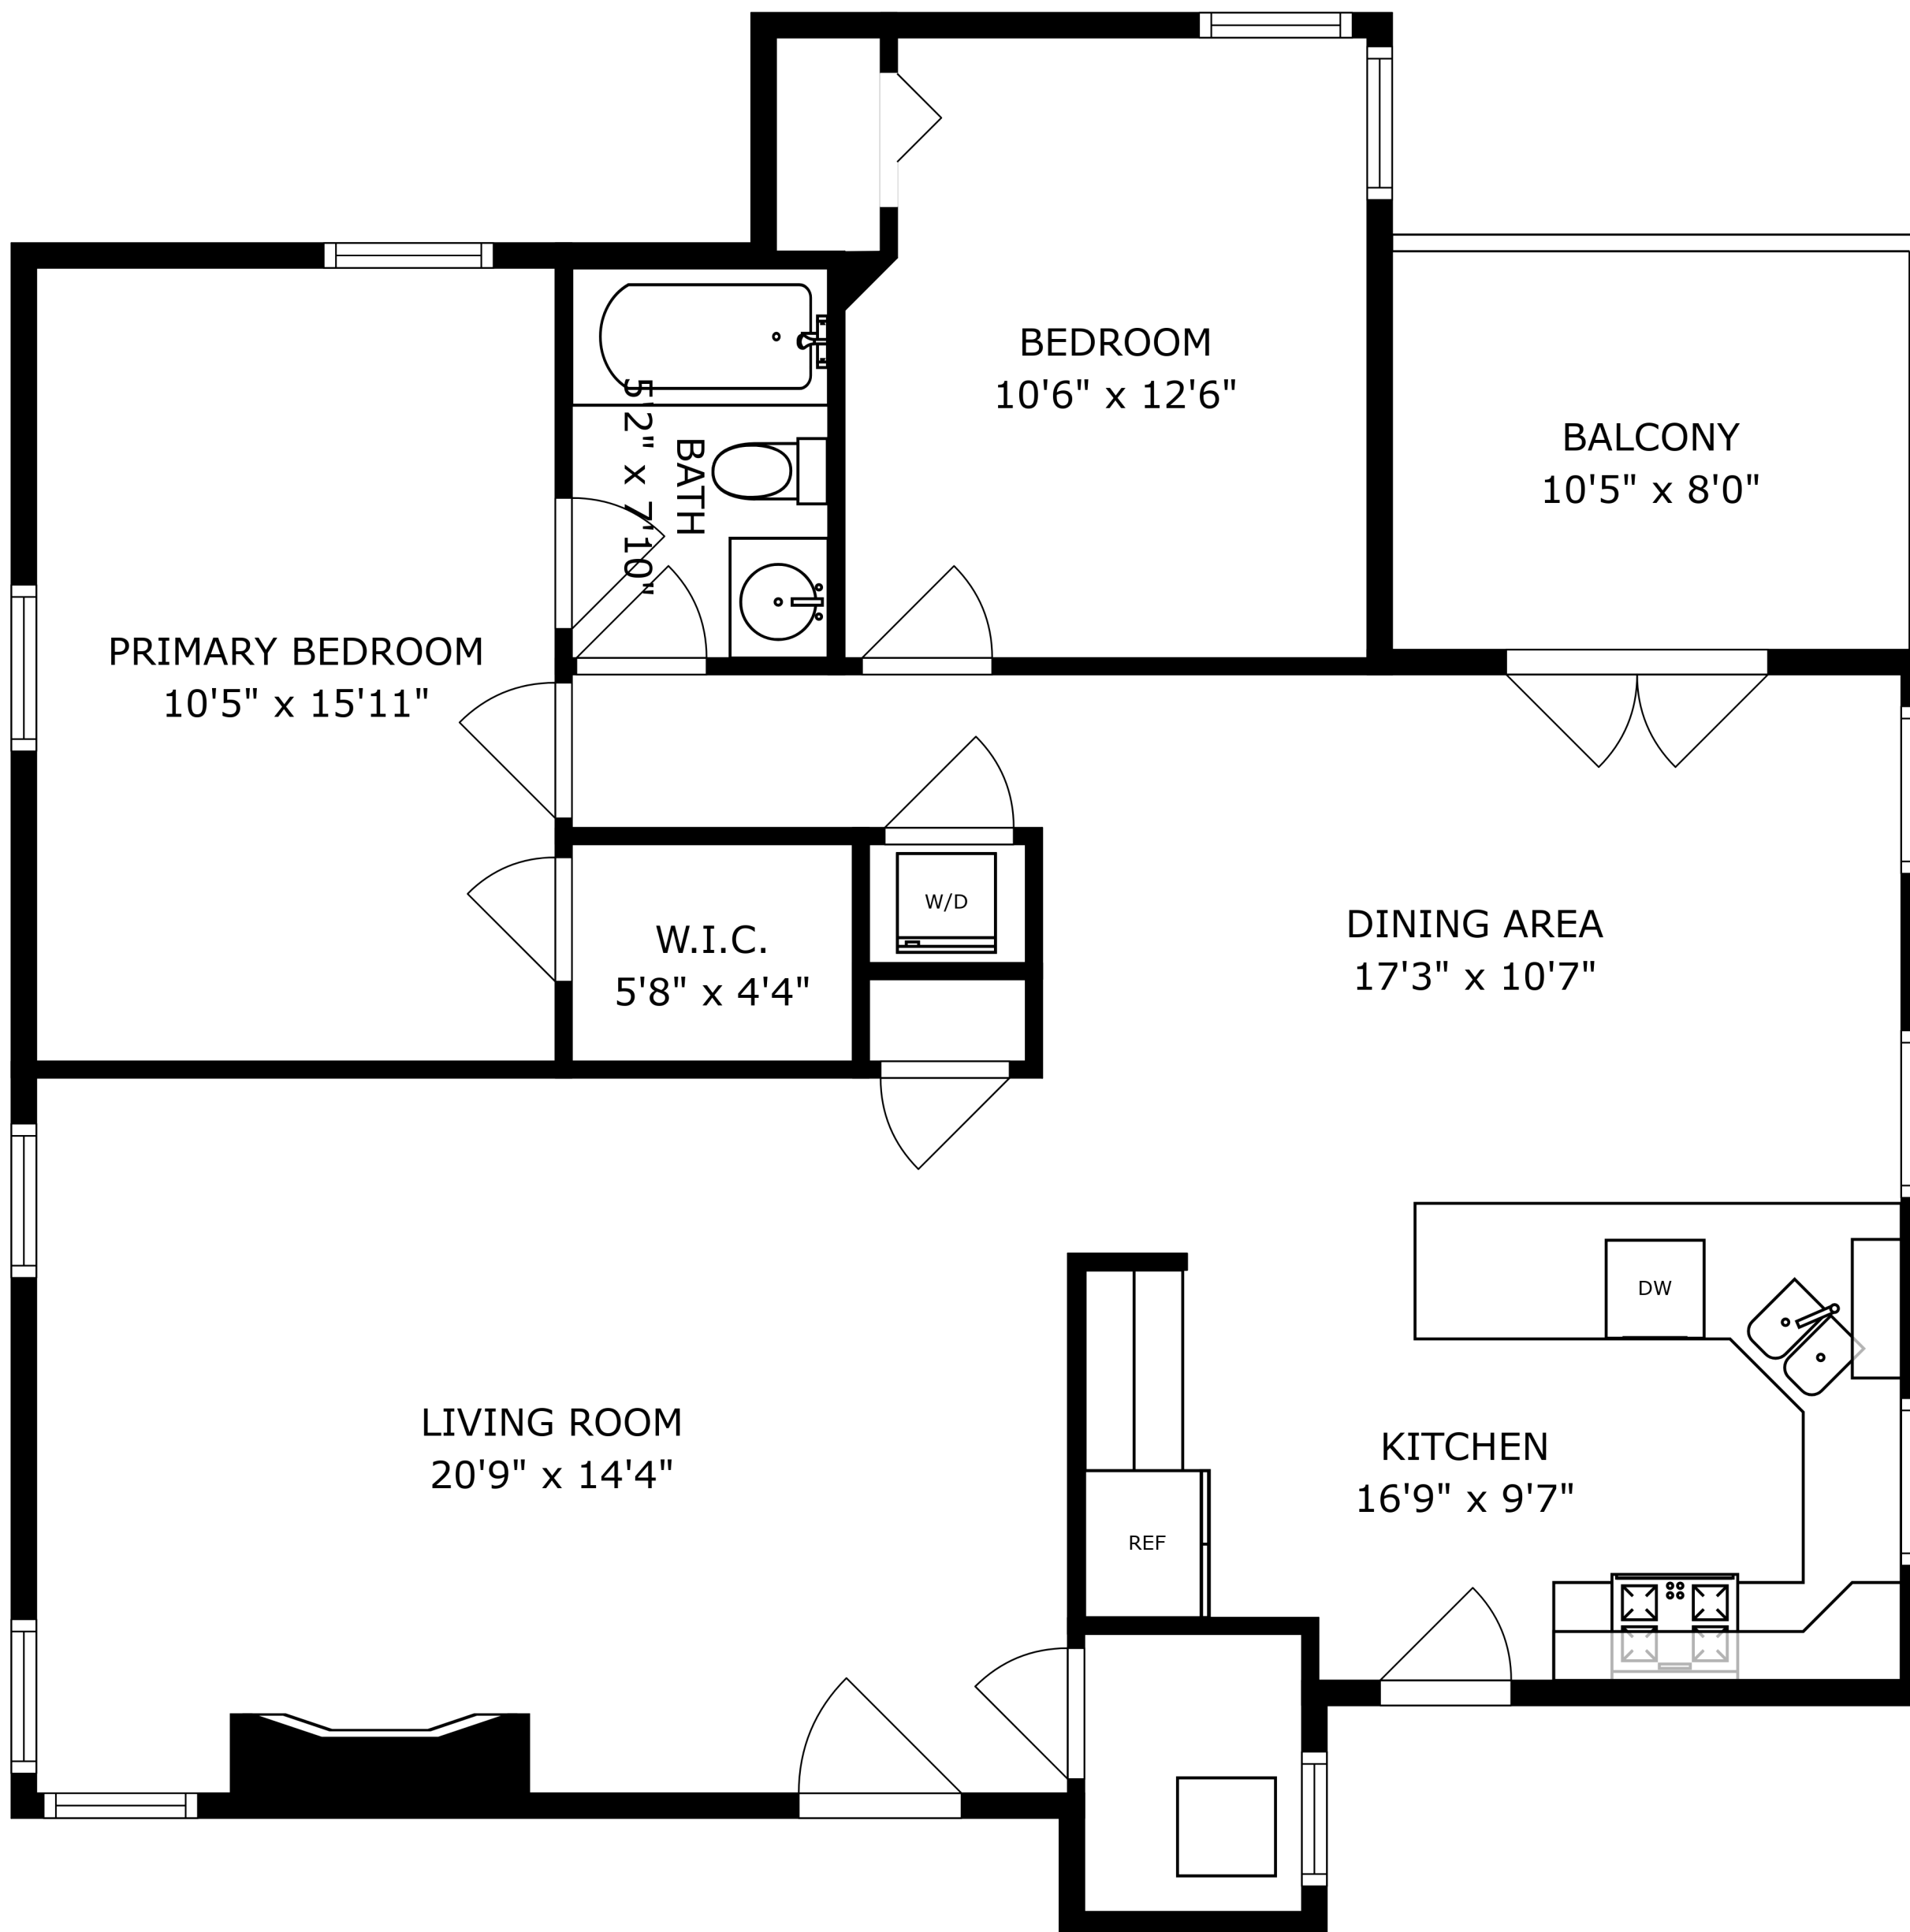 BEDROOM
10'6" x 12'6"
BALCONY
10'5" x 8'0"
BATH
5'2" x 7'10"
PRIMARY BEDROOM
10'5" x 15'11"
W/D
W.I.C.
5'8" x 4'4"
DINING AREA
17'3" x 10'7"
DW
LIVING ROOM
20'9" x 14'4"
KITCHEN
16'9" x 9'7"
REF